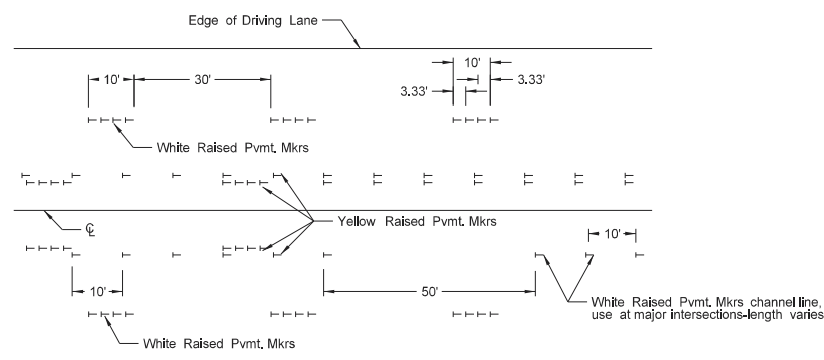 Edge of Driving Lane
10'
30'
10'
3.33'
3.33'
White Raised Pvmt. Mkrs
℄
Yellow Raised Pvmt. Mkrs
10'
10'
50'
White Raised Pvmt. Mkrs channel line,
use at major intersections-length varies
White Raised Pvmt. Mkrs